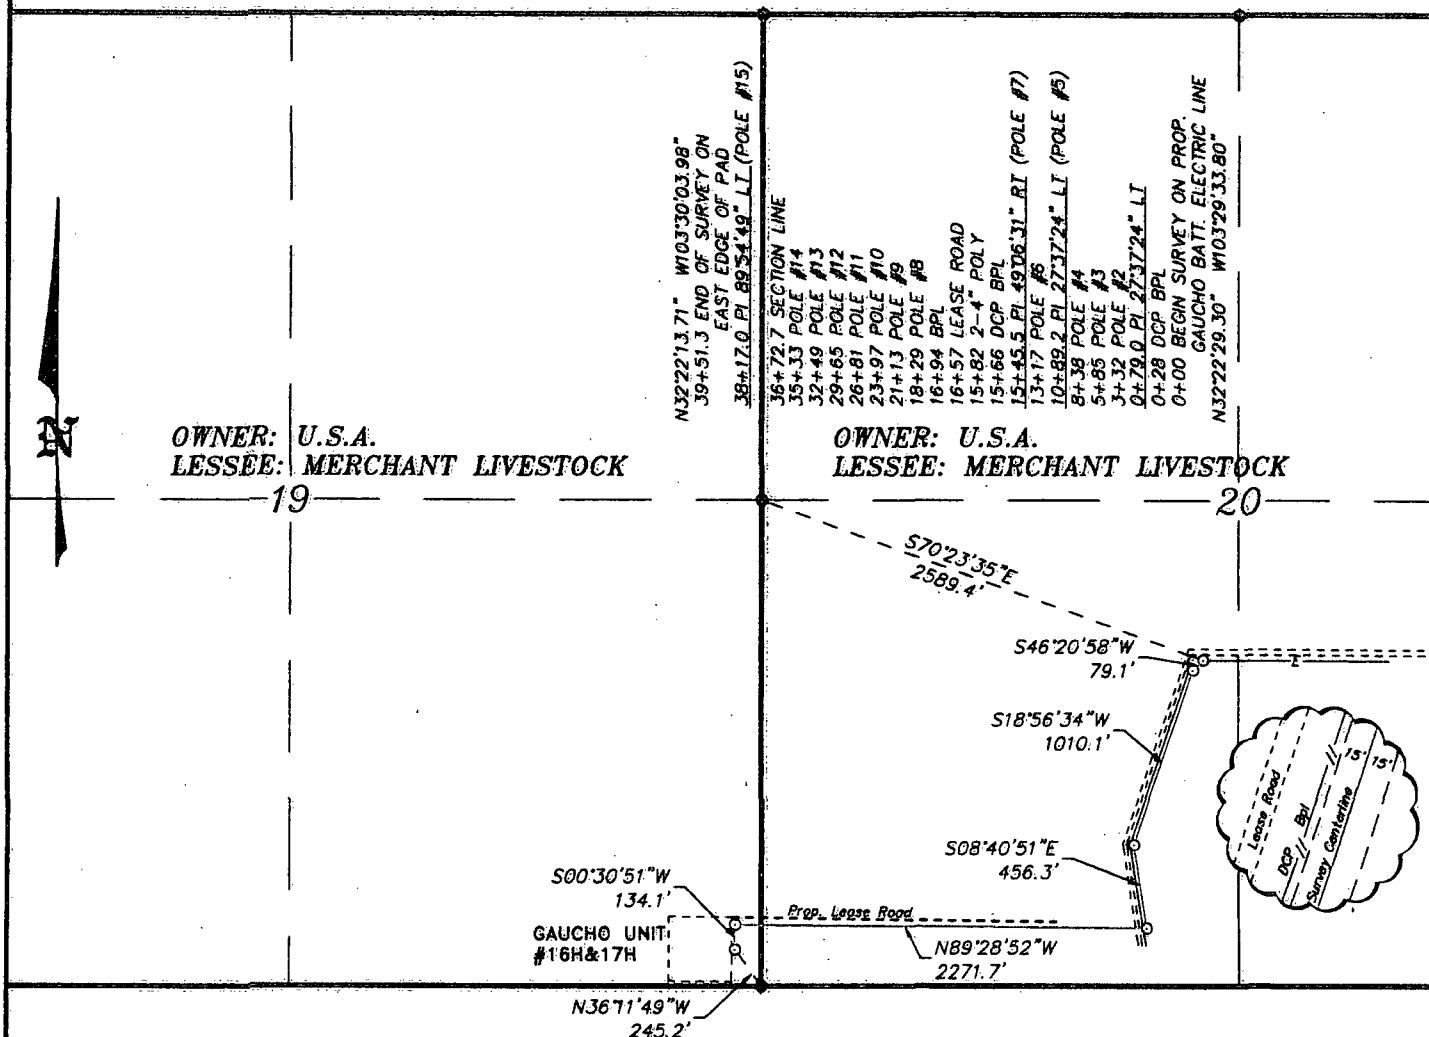 N32°22'13.71" W103°30'03.98"
39+51.3 END OF SURVEY ON
EAST EDGE OF PAD
38+17.0 PI 89°54'49" LT (POLE #15)
36+72.7 SECTION LINE
35+33 POLE #14
32+49 POLE #13
29+65 POLE #12
26+81 POLE #11
23+97 POLE #10
21+13 POLE #9
18+29 POLE #8
16+94 BPL
16+57 LEASE ROAD
15+82 2-4" POLY
15+66 DCP BPL
15+45.5 PI 49°06'31" RT (POLE #7)
13+17 POLE #6
10+89.2 PI 27°37'24" LT (POLE #5)
8+38 POLE #4
5+85 POLE #3
3+32 POLE #2
0+79.0 PI 27°37'24" LT
0+28 DCP BPL
0+00 BEGIN SURVEY ON PROP.
GAUCHO BATT. ELECTRIC LINE
N32°22'29.30" W103°29'33.80"
OWNER: U.S.A.
LESSEE: MERCHANT LIVESTOCK
OWNER: U.S.A.
LESSEE: MERCHANT LIVESTOCK
19
20
S70°23'35"E
2589.4'
S46°20'58"W
79.1'
E
S18°56'34"W
1010.1'
15' 15'
Lease Road
DCP Bpl
Survey Centerline
S08°40'51"E
456.3'
S00°30'51"W
134.1'
Prop. Lease Road
GAUCHO UNIT
#16H&17H
N89°28'52"W
2271.7'
N36°11'49"W
245.2'